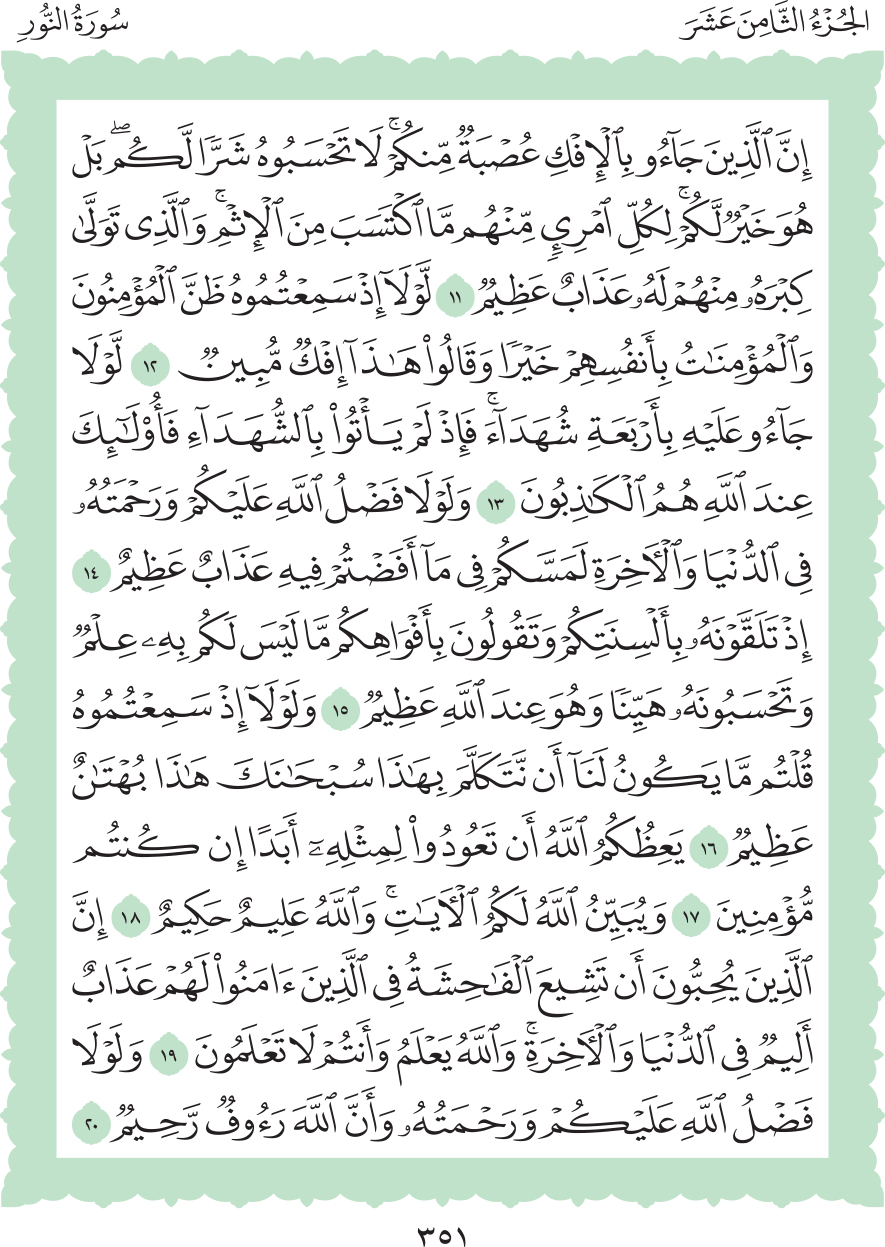 الجُزْءُ الثَّامِنَ عَشَرَ
سُورَةُ النُّورِ
إِنَّ ٱلَّذِينَ جَآءُو بِٱلۡإِفۡكِ عُصۡبَةٞ مِّنكُمۡۚ لَا تَحۡسَبُوهُ شَرّٗا لَّكُمۖ بَلۡ
هُوَ خَيۡرٞ لَّكُمۡۚ لِكُلِّ ٱمۡرِيٕٖ مِّنۡهُم مَّا ٱكۡتَسَبَ مِنَ ٱلۡإِثۡمِۚ وَٱلَّذِي تَوَلَّىٰ
كِبۡرَهُۥ مِنۡهُمۡ لَهُۥ عَذَابٌ عَظِيمٞ ١١ لَّوۡلَآ إِذۡ سَمِعۡتُمُوهُ ظَنَّ ٱلۡمُؤۡمِنُونَ
وَٱلۡمُؤۡمِنَٰتُ بِأَنفُسِهِمۡ خَيۡرٗا وَقَالُواْ هَٰذَآ إِفۡكٞ مُّبِينٞ ١٢ لَّوۡلَا
جَآءُو عَلَيۡهِ بِأَرۡبَعَةِ شُهَدَآءَۚ فَإِذۡ لَمۡ يَأۡتُواْ بِٱلشُّهَدَآءِ فَأُوْلَٰٓئِكَ
عِندَ ٱللَّهِ هُمُ ٱلۡكَٰذِبُونَ ١٣ وَلَوۡلَا فَضۡلُ ٱللَّهِ عَلَيۡكُمۡ وَرَحۡمَتُهُۥ
فِي ٱلدُّنۡيَا وَٱلۡأٓخِرَةِ لَمَسَّكُمۡ فِي مَآ أَفَضۡتُمۡ فِيهِ عَذَابٌ عَظِيمٌ ١٤
إِذۡ تَلَقَّوۡنَهُۥ بِأَلۡسِنَتِكُمۡ وَتَقُولُونَ بِأَفۡوَاهِكُم مَّا لَيۡسَ لَكُم بِهِۦ عِلۡمٞ
وَتَحۡسَبُونَهُۥ هَيِّنٗا وَهُوَ عِندَ ٱللَّهِ عَظِيمٞ ١٥ وَلَوۡلَآ إِذۡ سَمِعۡتُمُوهُ
قُلۡتُم مَّا يَكُونُ لَنَآ أَن نَّتَكَلَّمَ بِهَٰذَا سُبۡحَٰنَكَ هَٰذَا بُهۡتَٰنٌ
عَظِيمٞ ١٦ يَعِظُكُمُ ٱللَّهُ أَن تَعُودُواْ لِمِثۡلِهِۦٓ أَبَدًا إِن كُنتُم
مُّؤۡمِنِينَ ١٧ وَيُبَيِّنُ ٱللَّهُ لَكُمُ ٱلۡأٓيَٰتِۚ وَٱللَّهُ عَلِيمٌ حَكِيمٌ ١٨ إِنَّ
ٱلَّذِينَ يُحِبُّونَ أَن تَشِيعَ ٱلۡفَٰحِشَةُ فِي ٱلَّذِينَ ءَامَنُواْ لَهُمۡ عَذَابٌ
أَلِيمٞ فِي ٱلدُّنۡيَا وَٱلۡأٓخِرَةِۚ وَٱللَّهُ يَعۡلَمُ وَأَنتُمۡ لَا تَعۡلَمُونَ ١٩ وَلَوۡلَا
فَضۡلُ ٱللَّهِ عَلَيۡكُمۡ وَرَحۡمَتُهُۥ وَأَنَّ ٱللَّهَ رَءُوفٞ رَّحِيمٞ ٢٠
٣٥١